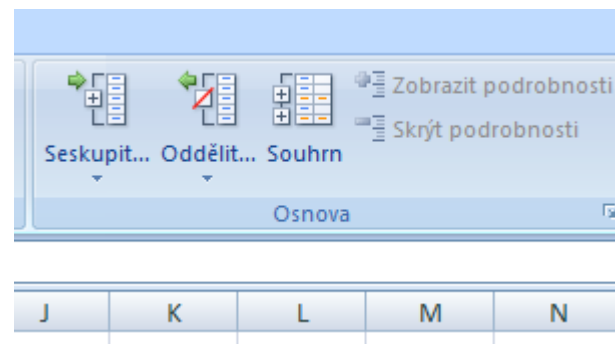 Zobrazit podrobnosti
Skrýt podrobnosti
Seskupit... Oddělit... Souhrn
Osnova
J K L M N